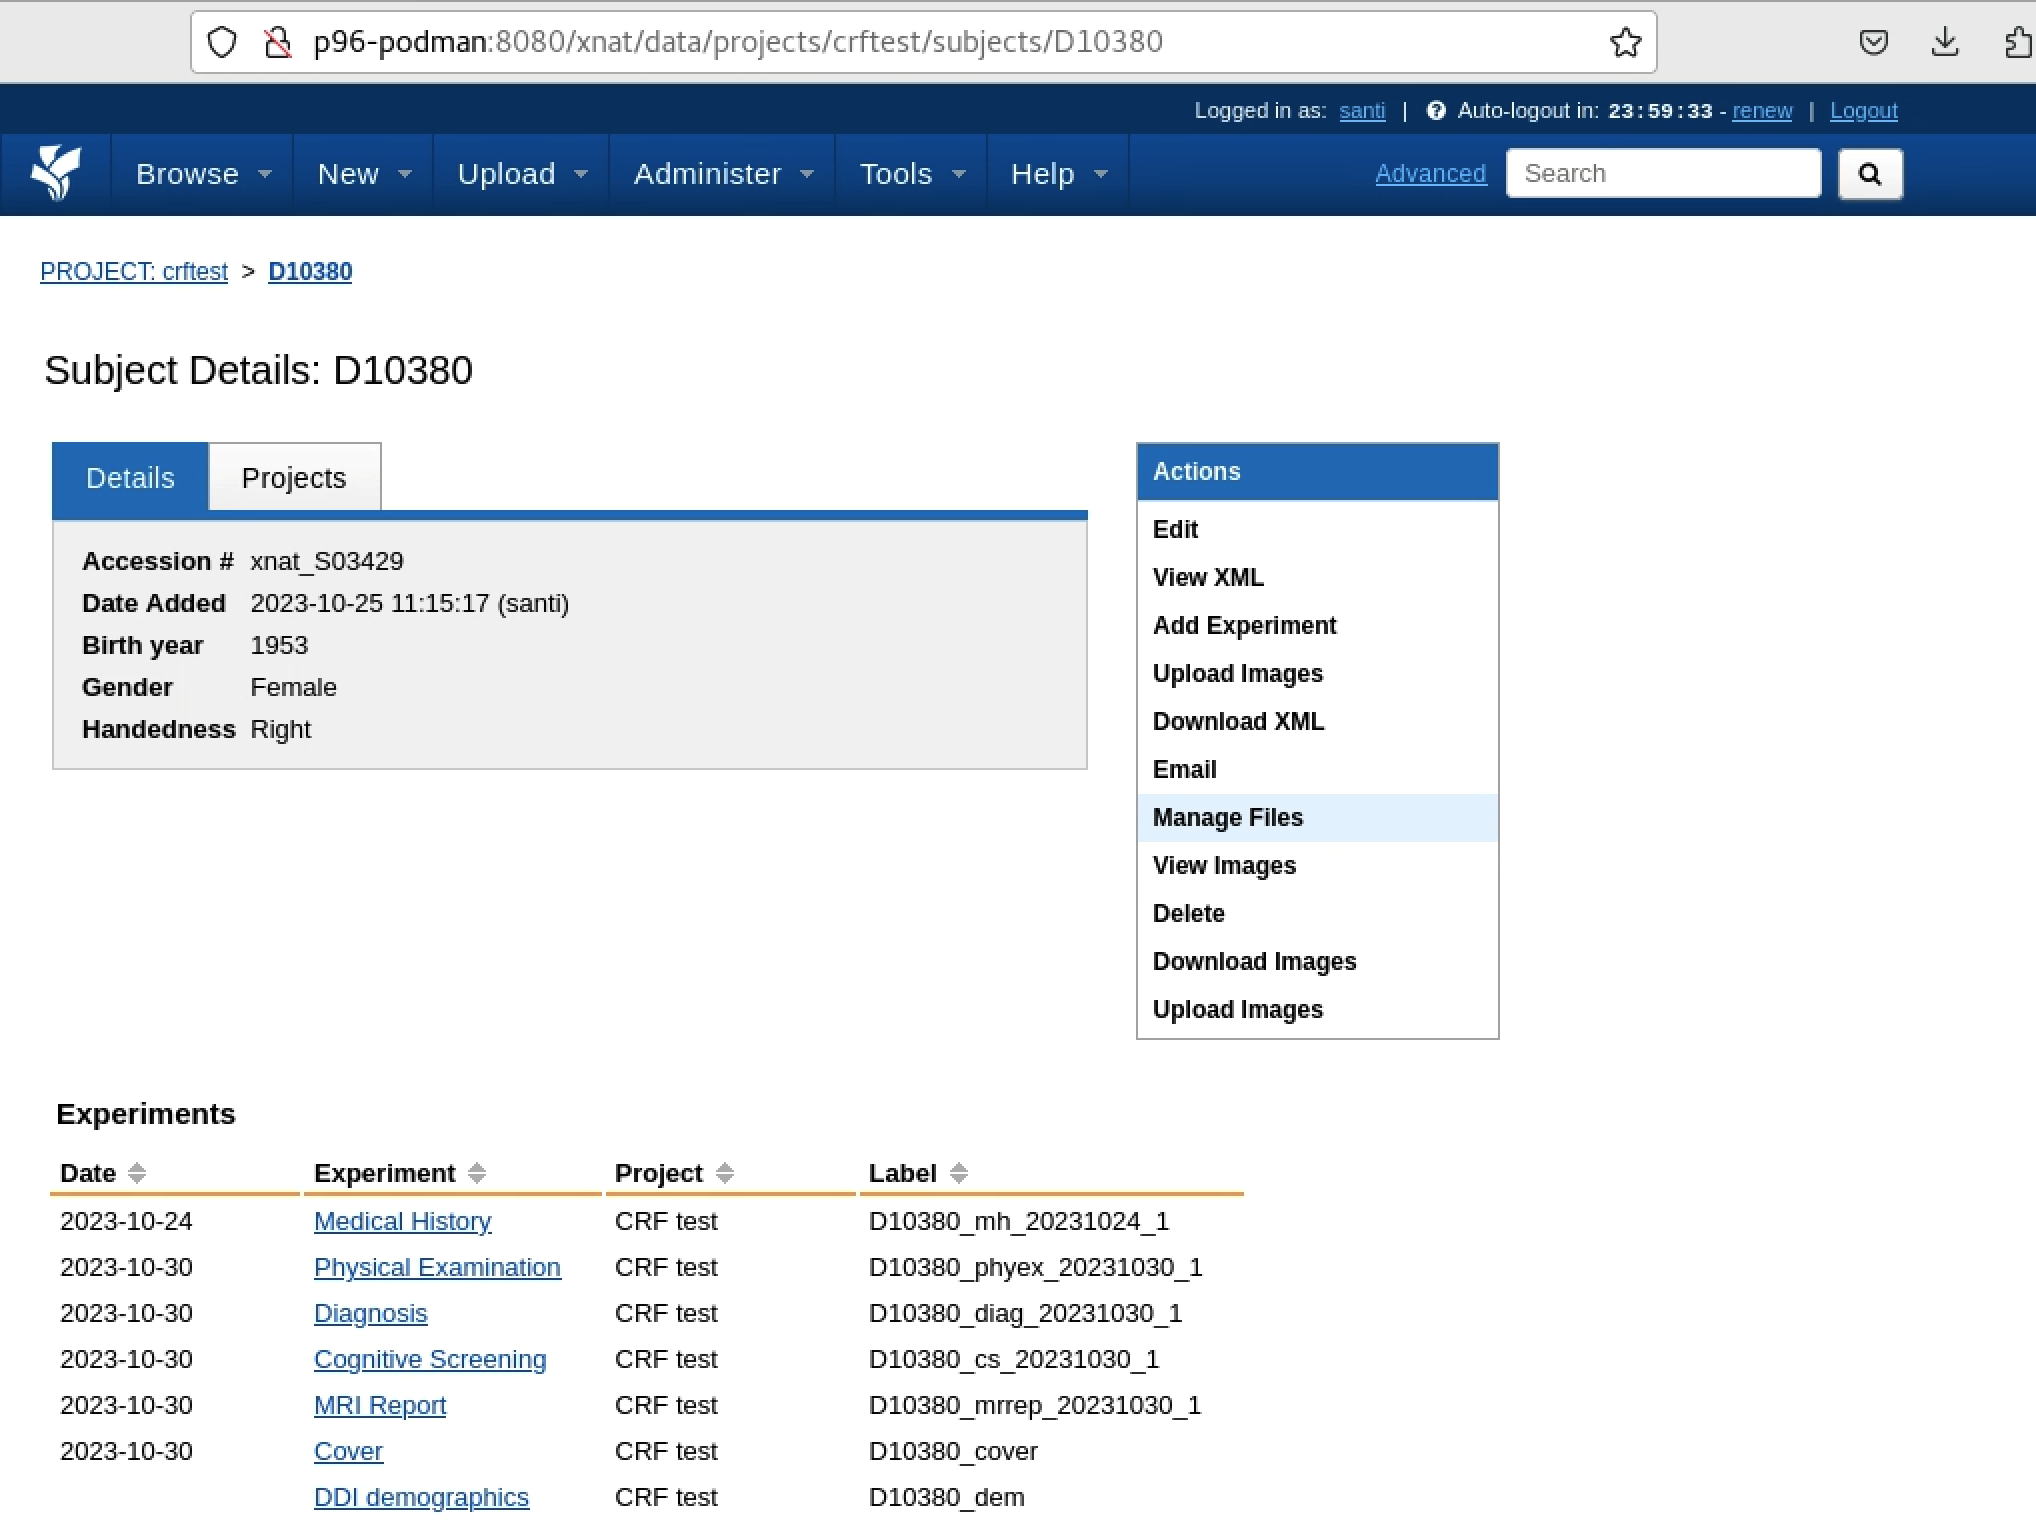 p96-podman:8080/xnat/data/projects/crftest/subjects/D10380
Logged in as: santi | Auto-logout in: 23:59:33 - renew | Logout
Browse New Upload Administer Tools Help Advanced Search
PROJECT: crftest > D10380
Subject Details: D10380
Details Projects
Accession # xnat_S03429
Date Added 2023-10-25 11:15:17 (santi)
Birth year 1953
Gender Female
Handedness Right
Actions
Edit
View XML
Add Experiment
Upload Images
Download XML
Email
Manage Files
View Images
Delete
Download Images
Upload Images
Experiments
Date Experiment Project Label
2023-10-24 Medical History CRF test D10380_mh_20231024_1
2023-10-30 Physical Examination CRF test D10380_phyex_20231030_1
2023-10-30 Diagnosis CRF test D10380_diag_20231030_1
2023-10-30 Cognitive Screening CRF test D10380_cs_20231030_1
2023-10-30 MRI Report CRF test D10380_mrrep_20231030_1
2023-10-30 Cover CRF test D10380_cover
DDI demographics CRF test D10380_dem